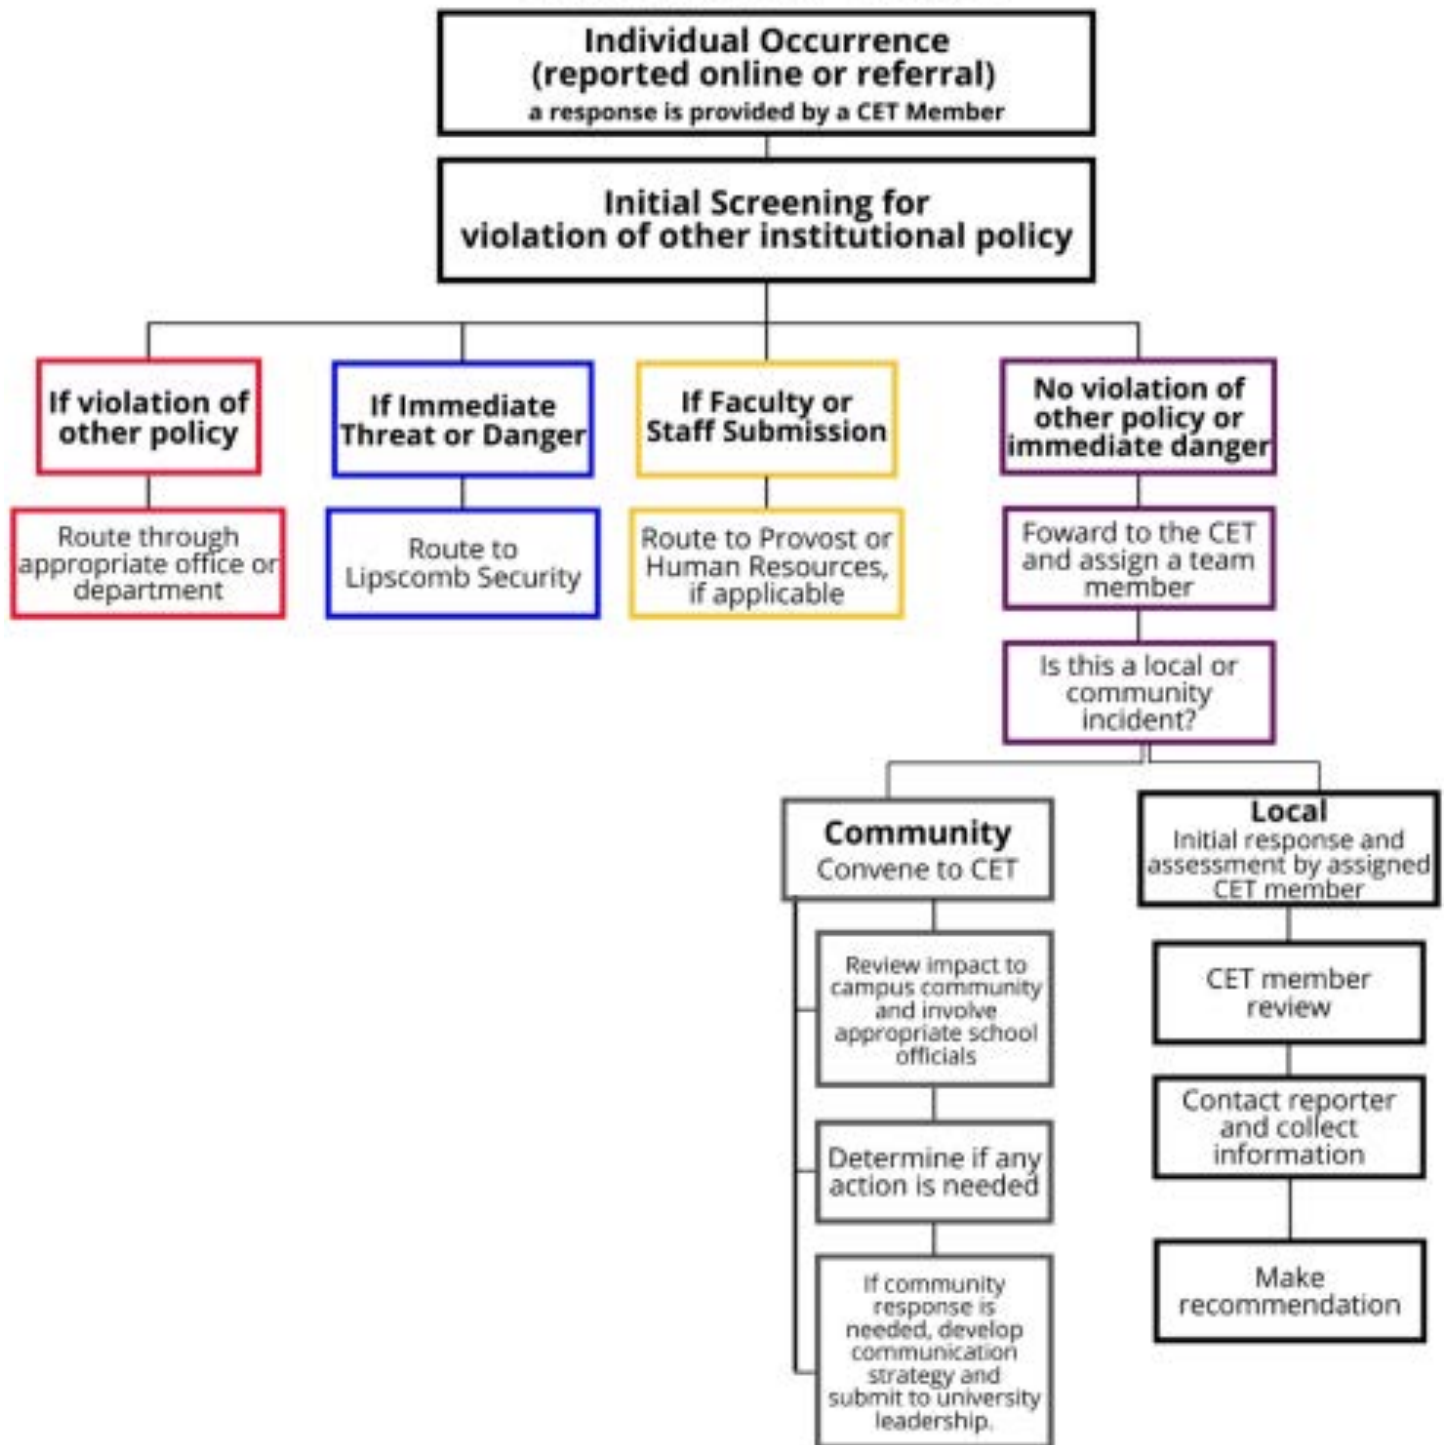 Individual Occurrence
(reported online or referral)
a response is provided by a CET Member
Initial Screening for
violation of other institutional policy
If violation of
other policy
If Immediate
Threat or Danger
If Faculty or
Staff Submission
No violation of
other policy or
immediate danger
Route through
appropriate office or
department
Route to
Lipscomb Security
Route to Provost or
Human Resources,
if applicable
Foward to the CET
and assign a team
member
Is this a local or
community
incident?
Community
Convene to CET
Local
Initial response and
assessment by assigned
CET member
Review impact to
campus community
and involve
appropriate school
officials
CET member
review
Determine if any
action is needed
Contact reporter
and collect
information
If community
response is
needed, develop
communication
strategy and
submit to university
leadership.
Make
recommendation